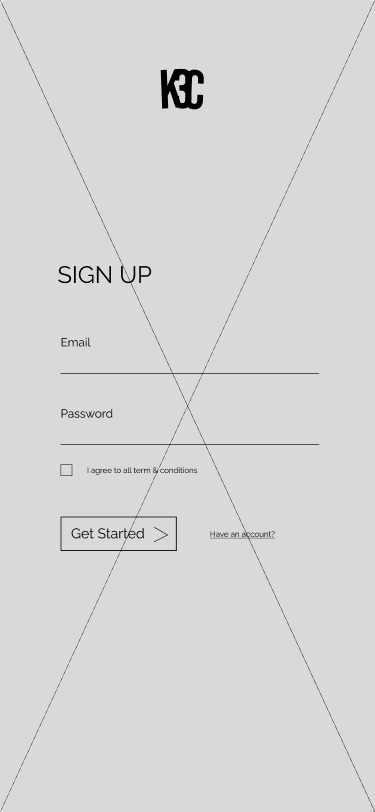 K3C
SIGN UP
Email
Password
I agree to all term & conditions
Get Started
Have an account?